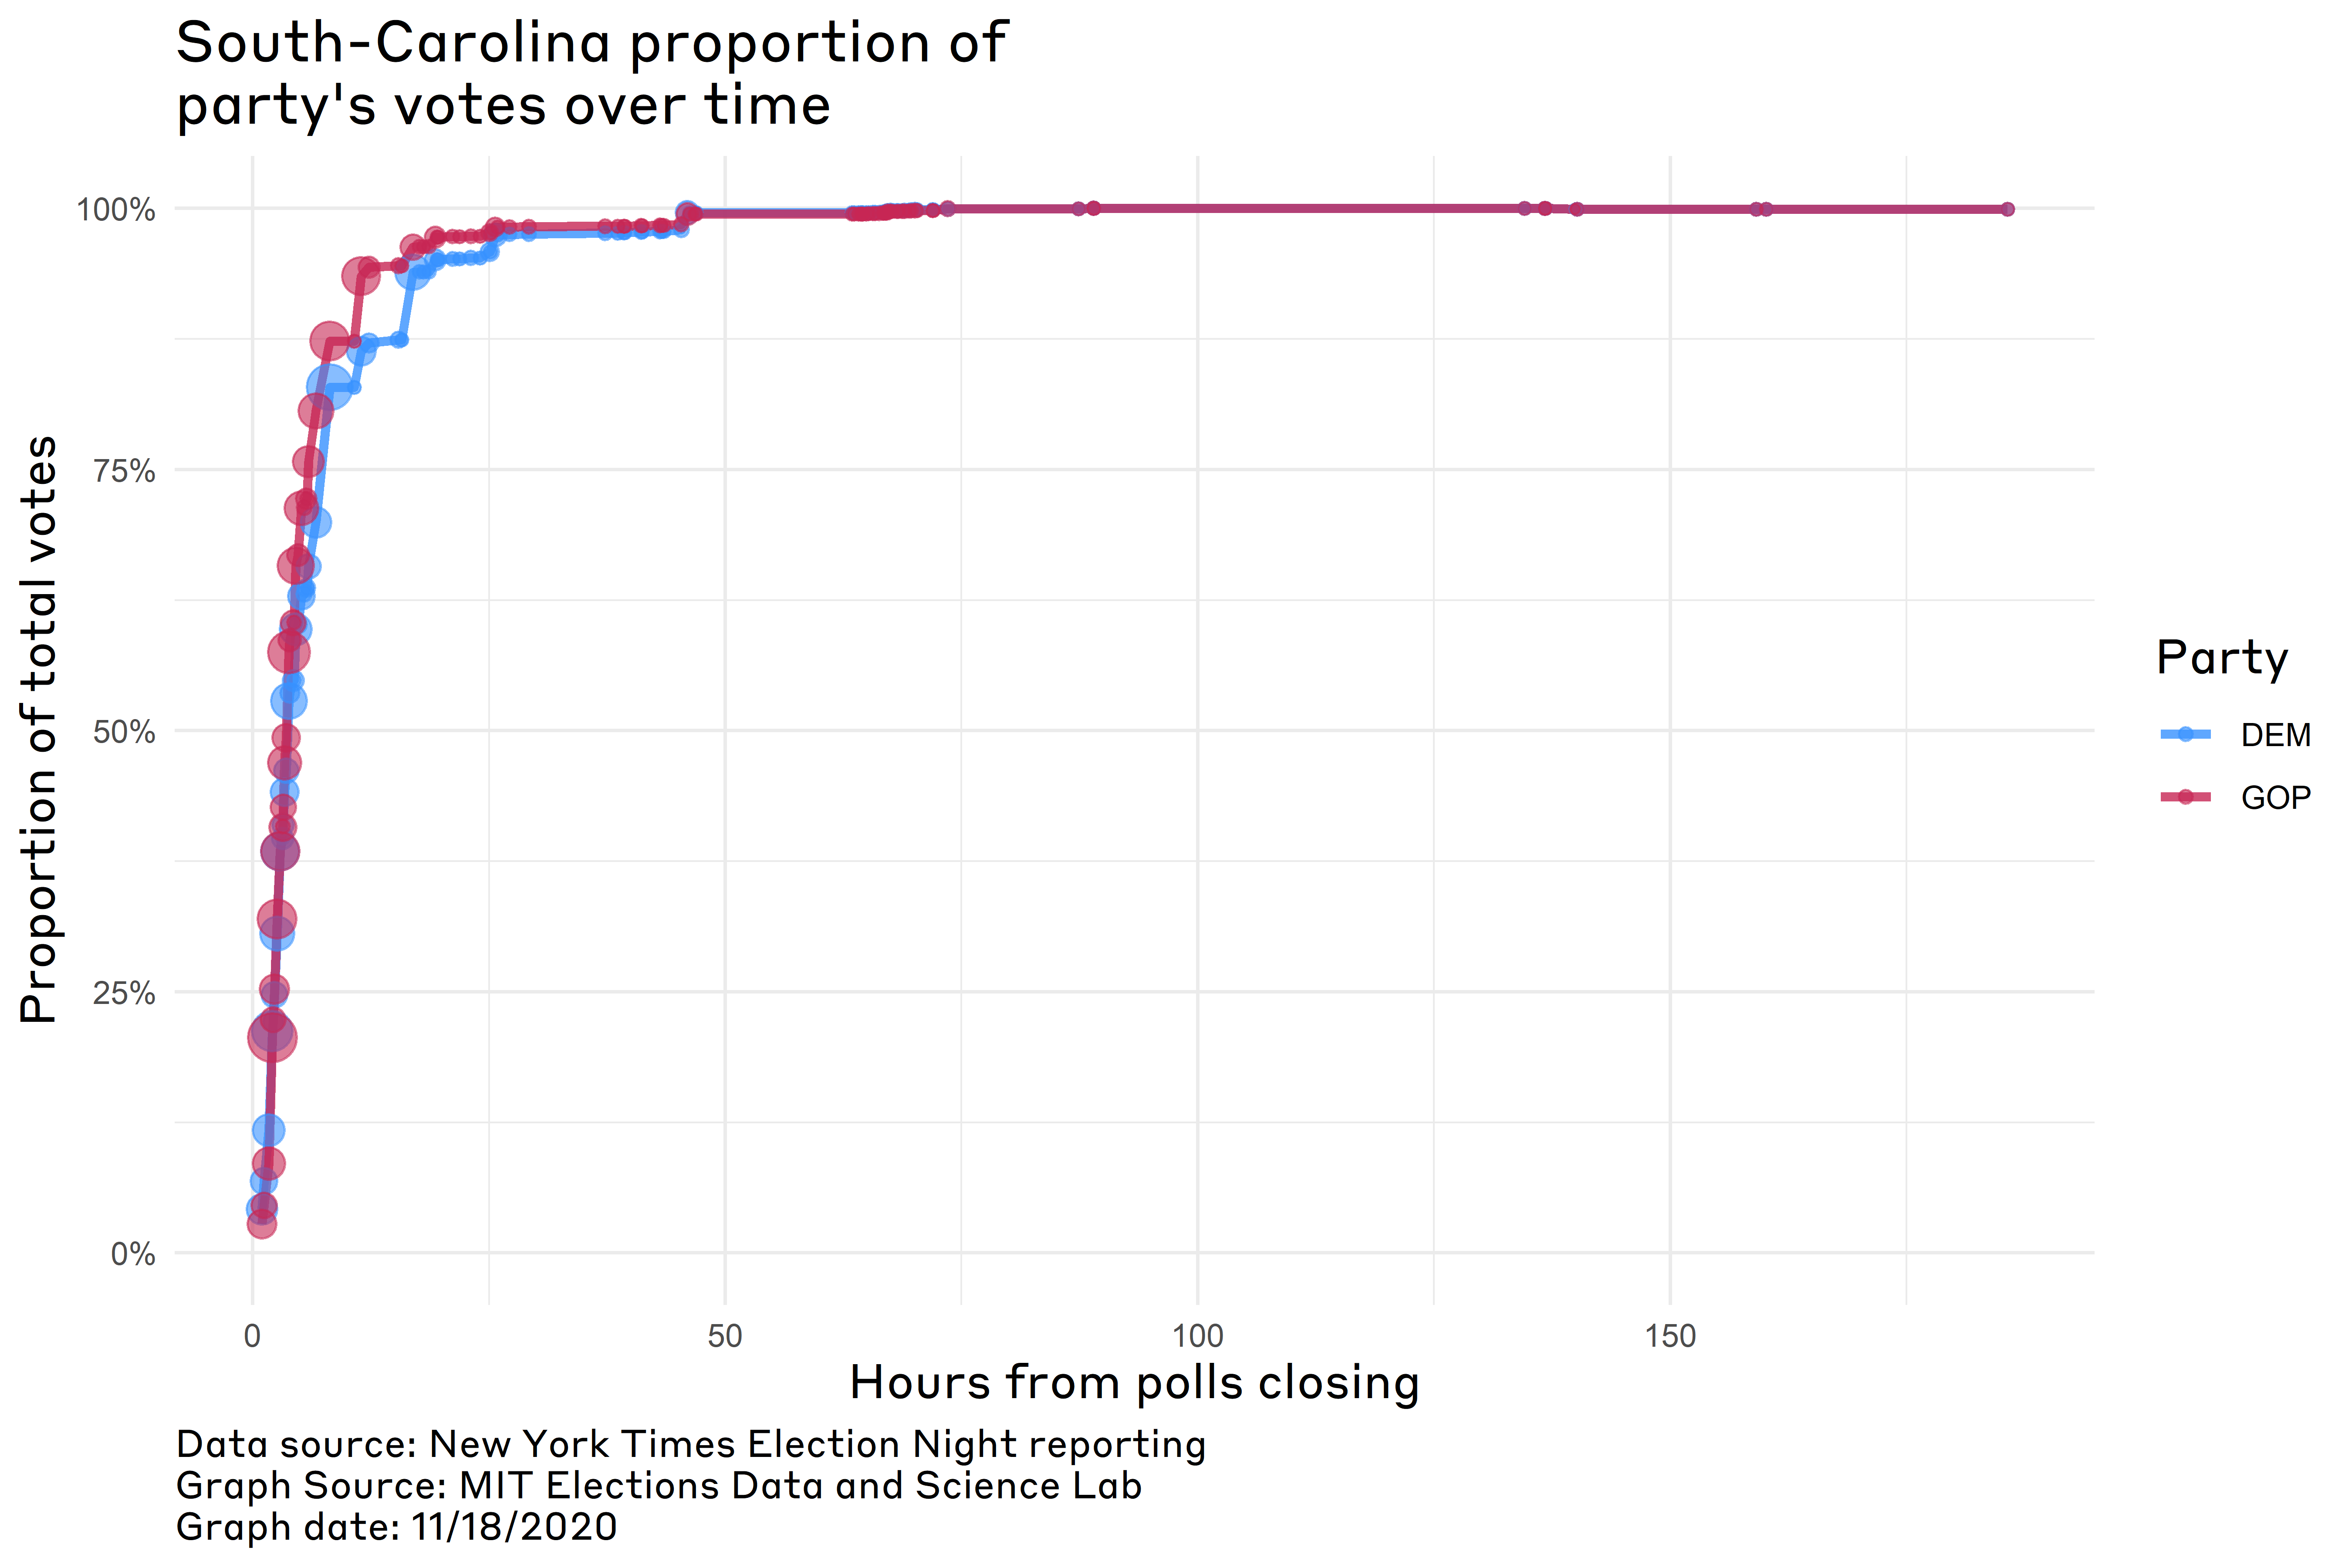 South-Carolina proportion of
party's votes over time
Proportion of total votes
100%
75%
50%
25%
0%
0
50
100
150
Hours from polls closing
Party
DEM
GOP
Data source: New York Times Election Night reporting
Graph Source: MIT Elections Data and Science Lab
Graph date: 11/18/2020